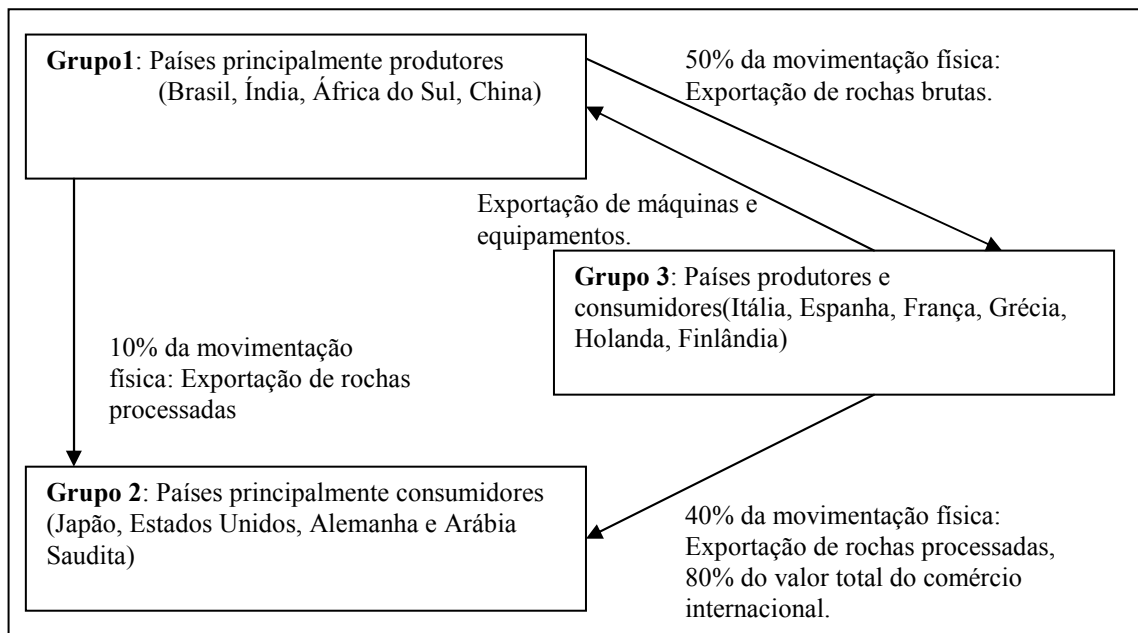 Grupo1: Países principalmente produtores
(Brasil, Índia, África do Sul, China)
50% da movimentação física:
Exportação de rochas brutas.
Exportação de máquinas e
equipamentos.
Grupo 3: Países produtores e
consumidores(Itália, Espanha, França, Grécia,
Holanda, Finlândia)
10% da movimentação
física: Exportação de rochas
processadas
Grupo 2: Países principalmente consumidores
(Japão, Estados Unidos, Alemanha e Arábia
Saudita)
40% da movimentação física:
Exportação de rochas processadas,
80% do valor total do comércio
internacional.